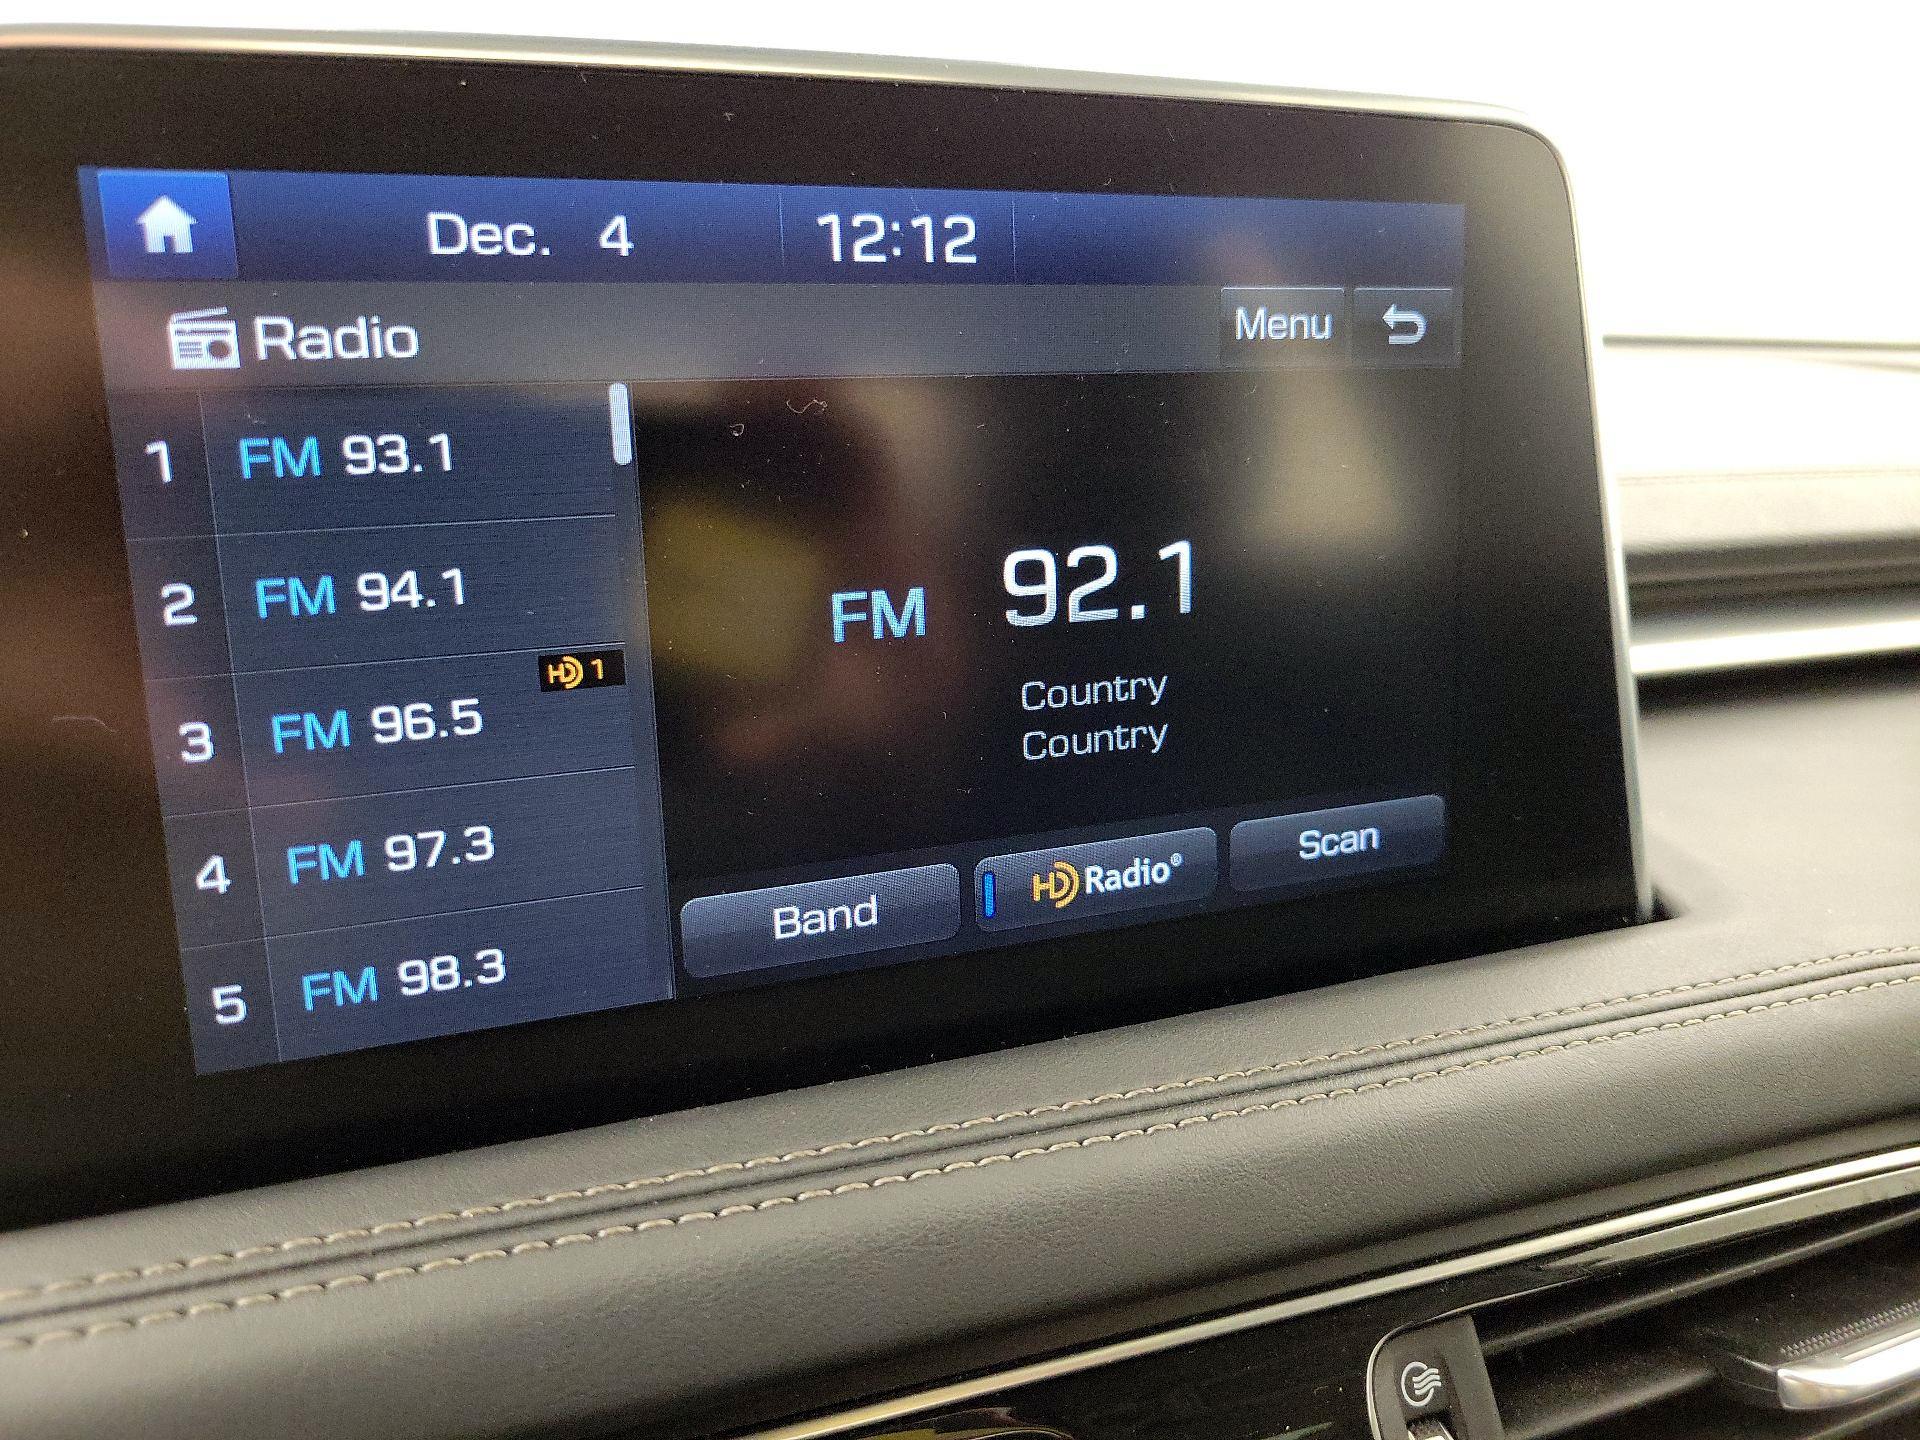 Dec. 4 12:12
Radio Menu
1 FM 93.1
2 FM 94.1
HD 1
3 FM 96.5
4 FM 97.3
5 FM 98.3
FM 92.1
Country
Country
Band HD Radio® Scan